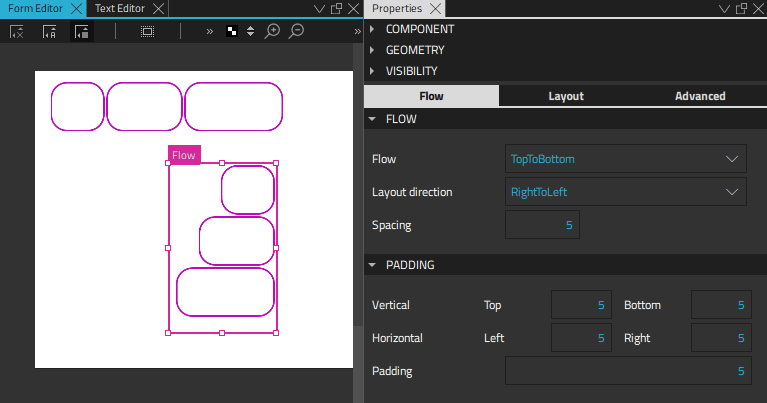 Form Editor Text Editor
Properties
COMPONENT
GEOMETRY
VISIBILITY
Flow Layout Advanced
FLOW
Flow TopToBottom
Layout direction RightToLeft
Spacing 5
PADDING
Vertical Top 5 Bottom 5
Horizontal Left 5 Right 5
Padding 5
Flow